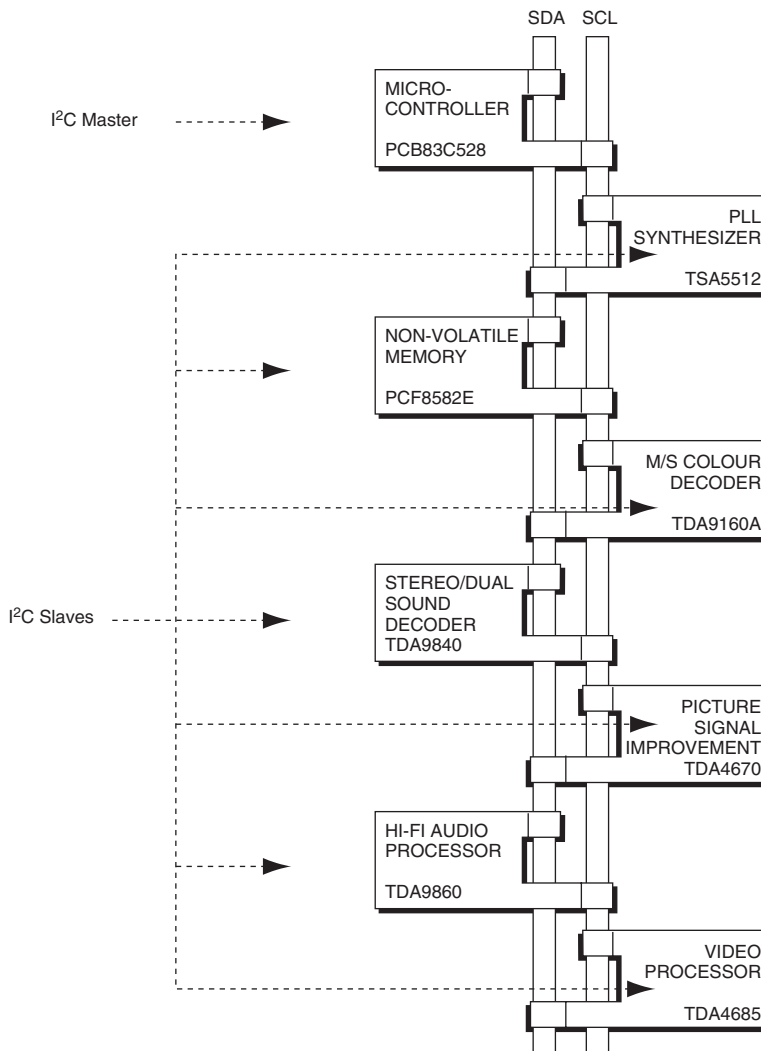 SDA SCL
MICRO-
CONTROLLER
PCB83C528
I²C Master
PLL
SYNTHESIZER
TSA5512
NON-VOLATILE
MEMORY
PCF8582E
M/S COLOUR
DECODER
TDA9160A
STEREO/DUAL
SOUND
DECODER
TDA9840
I²C Slaves
PICTURE
SIGNAL
IMPROVEMENT
TDA4670
HI-FI AUDIO
PROCESSOR
TDA9860
VIDEO
PROCESSOR
TDA4685